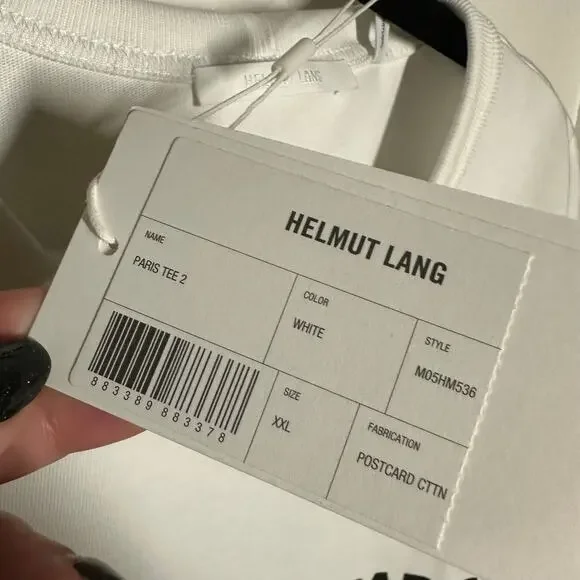 HELMUT LANG
HELMUT LANG
NAME
PARIS TEE 2
COLOR
WHITE
STYLE
M05HM536
883389883378
SIZE
XXL
FABRICATION
POSTCARD CTTN